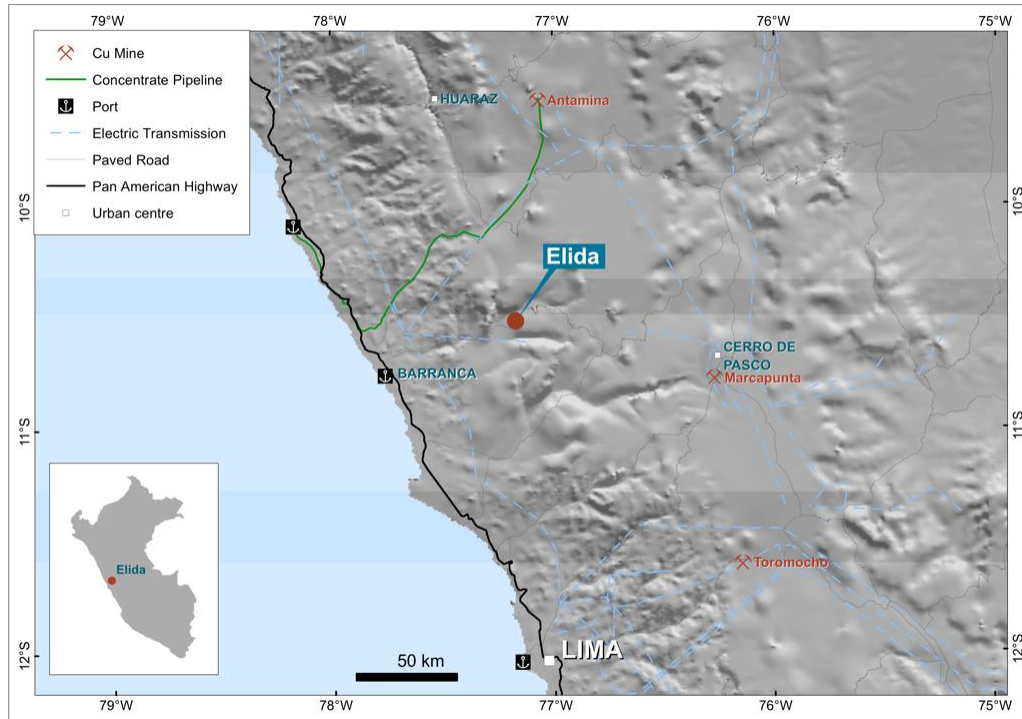 79°W
78°W
77°W
76°W
75°W
Cu Mine
Concentrate Pipeline
Port
Electric Transmission
Paved Road
Pan American Highway
Urban centre
HUARAZ
Antamina
10°S
10°S
Elida
CERRO DE
PASCO
Marcapunta
BARRANCA
11°S
11°S
Elida
Toromocho
12°S
12°S
LIMA
50 km
79°W
78°W
77°W
76°W
75°W